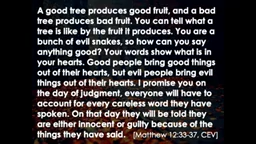 A good tree produces good fruit, and a bad
tree produces bad fruit. You can tell what a
tree is like by the fruit it produces. You are a
bunch of evil snakes, so how can you say
anything good? Your words show what is in
your hearts. Good people bring good things
out of their hearts, but evil people bring evil
things out of their hearts. I promise you on
the day of judgment, everyone will have to
account for every careless word they have
spoken. On that day they will be told they
are either innocent or guilty because of the
things they have said. [Matthew 12:33-37, CEV]